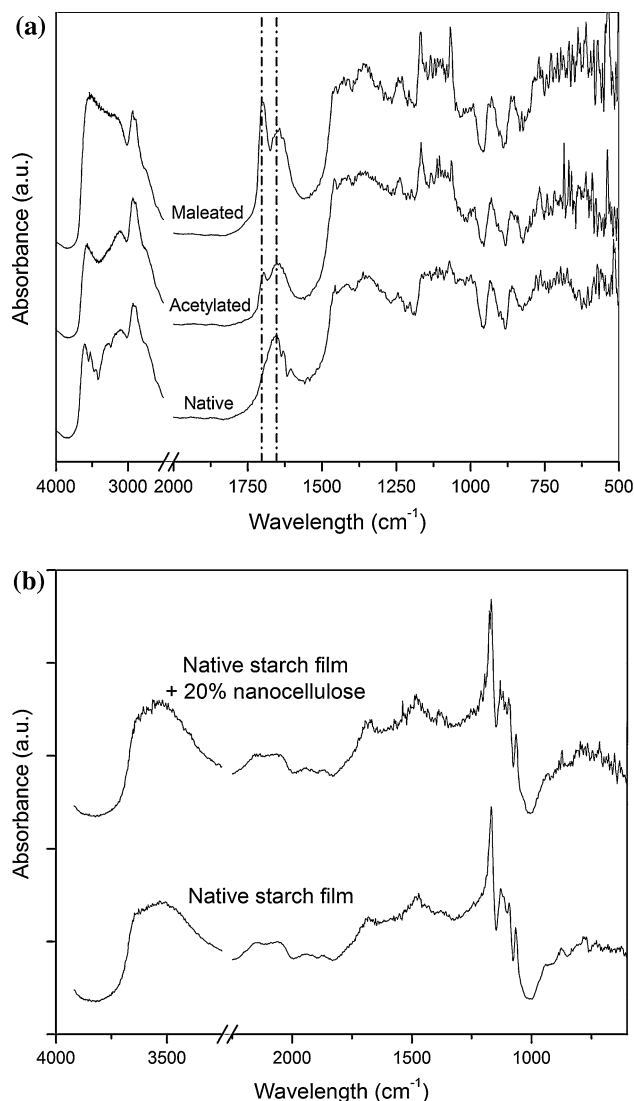 (a)
Absorbance (a.u.)
Maleated
Acetylated
Native
4000 3000 2000 1750 1500 1250 1000 750 500
Wavelength (cm⁻¹)
(b)
Absorbance (a.u.)
Native starch film
+ 20% nanocellulose
Native starch film
4000 3500 2000 1500 1000
Wavelength (cm⁻¹)